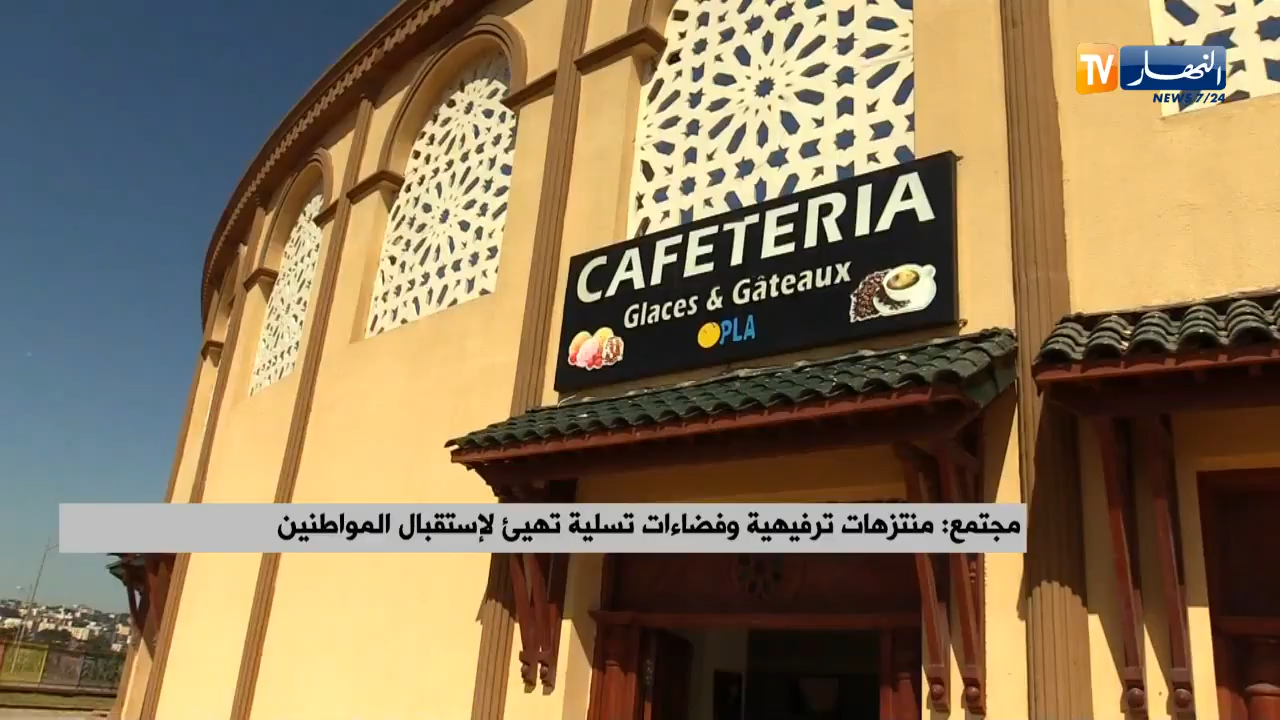 TV النهار
NEWS 7/24
CAFETERIA
Glaces & Gâteaux
OPLA
مجتمع: منتزهات ترفيهية وفضاءات تسلية تهيئ لإستقبال المواطنين